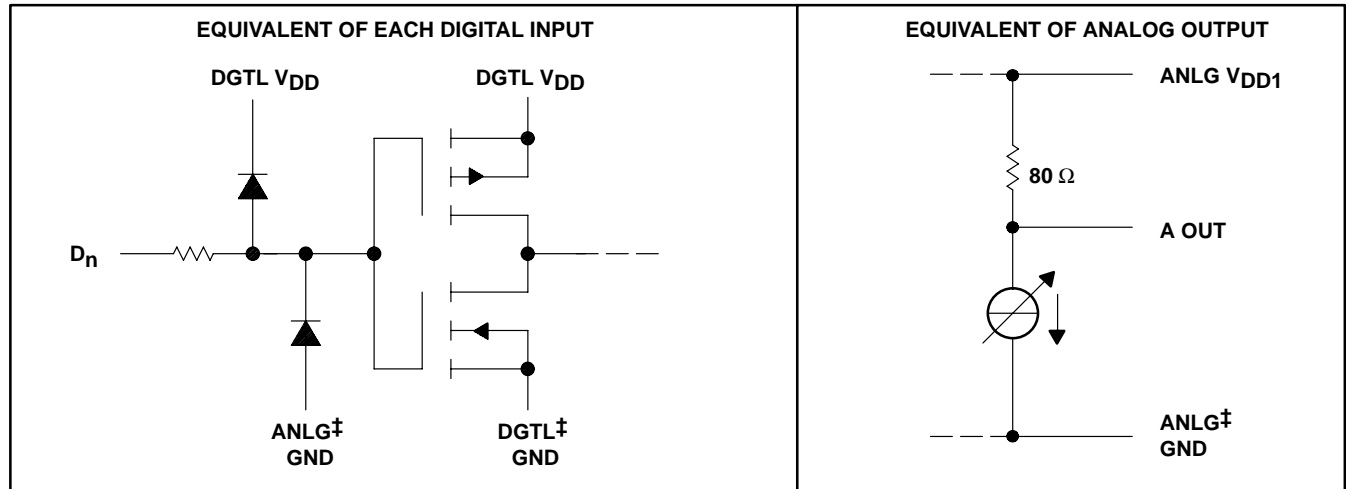 EQUIVALENT OF EACH DIGITAL INPUT
DGTL VDD
DGTL VDD
Dn
ANLG‡
GND
DGTL‡
GND
EQUIVALENT OF ANALOG OUTPUT
ANLG VDD1
80 Ω
A OUT
ANLG‡
GND